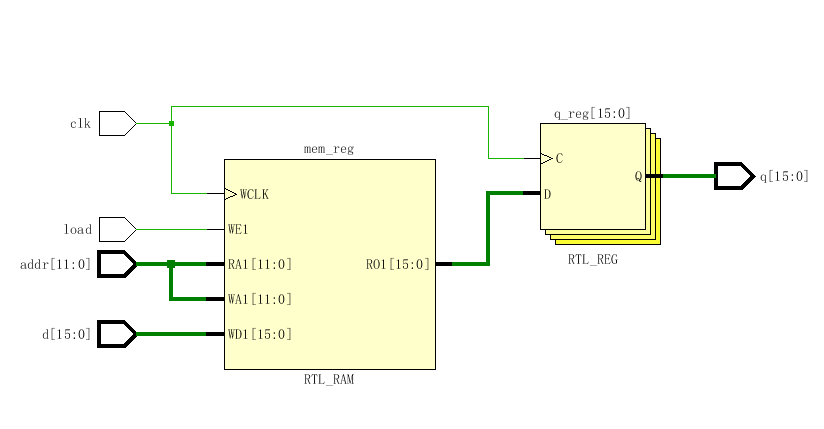 q_reg[15:0]
clk
mem_reg
C
WCLK
D
Q
q[15:0]
load
WE1
addr[11:0]
RA1[11:0]
RO1[15:0]
RTL_REG
WA1[11:0]
d[15:0]
WD1[15:0]
RTL_RAM